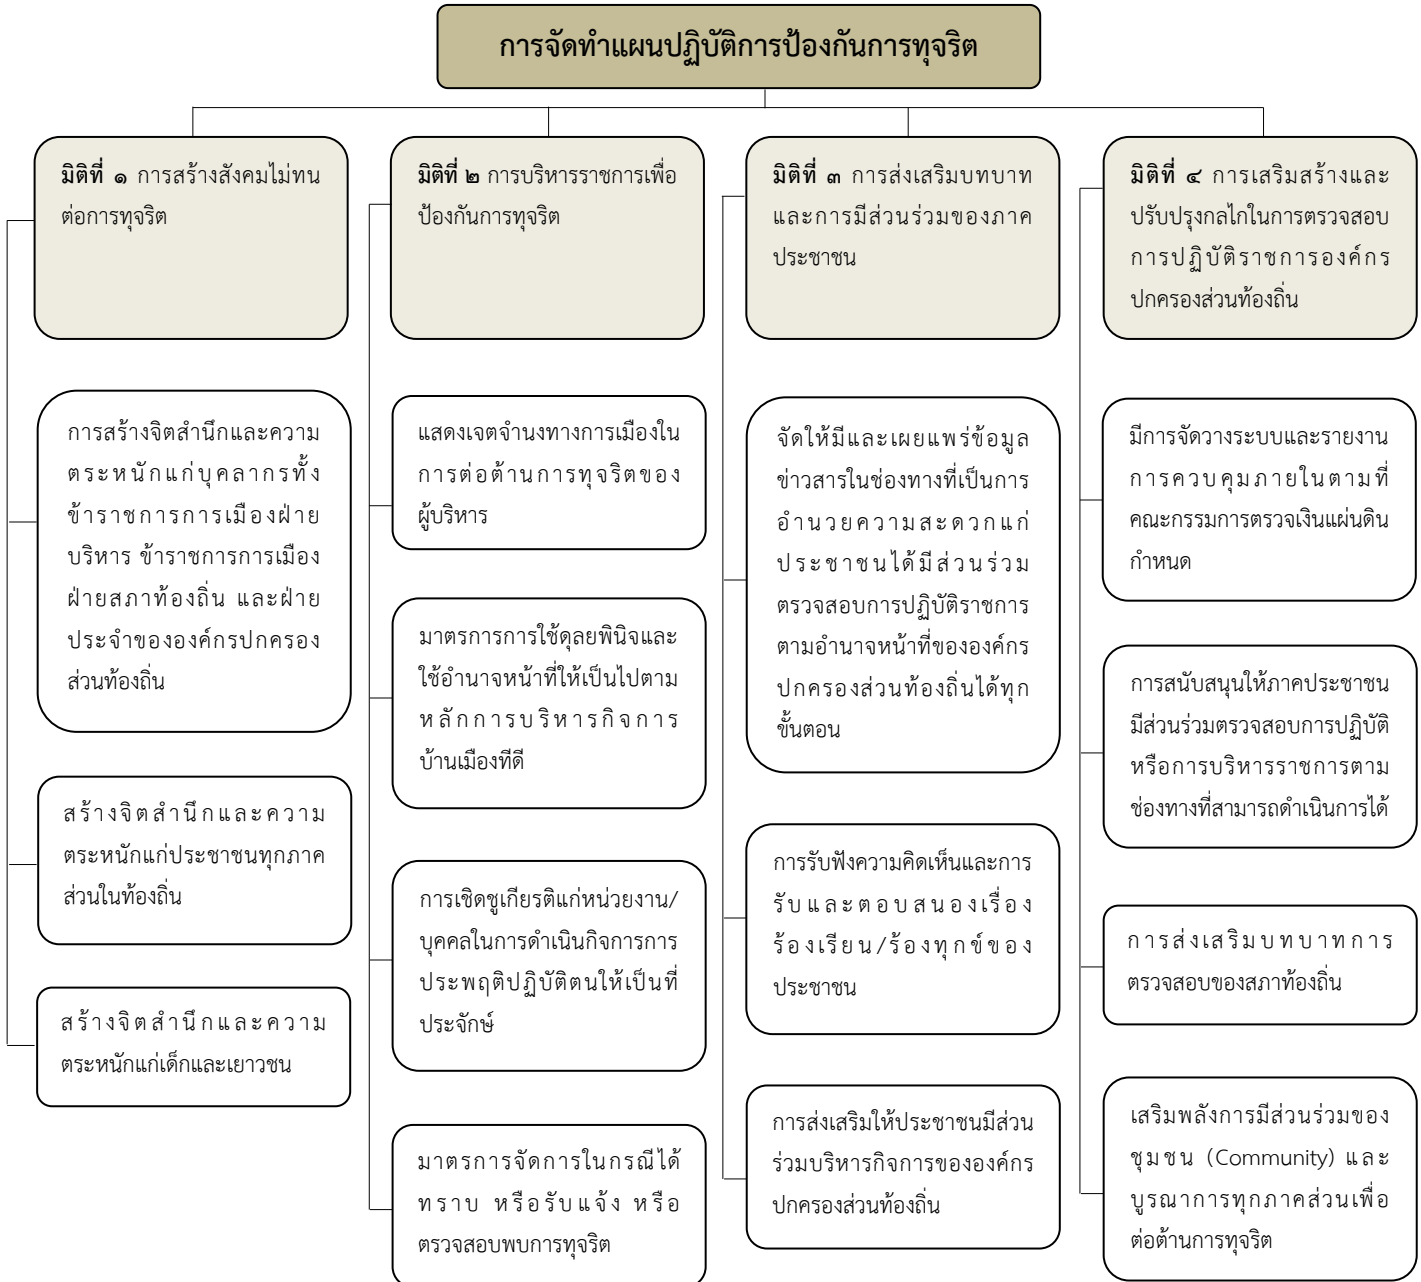 การจัดทำแผนปฏิบัติการป้องกันการทุจริต
มิติที่ ๑ การสร้างสังคมไม่ทน
ต่อการทุจริต
การสร้างจิตสำนึกและความ
ตระหนักแก่บุคลากรทั้ง
ข้าราชการการเมืองฝ่าย
บริหาร ข้าราชการการเมือง
ฝ่ายสภาท้องถิ่น และฝ่าย
ประจำขององค์กรปกครอง
ส่วนท้องถิ่น
สร้างจิตสำนึกและความ
ตระหนักแก่ประชาชนทุกภาค
ส่วนในท้องถิ่น
สร้างจิตสำนึกและความ
ตระหนักแก่เด็กและเยาวชน
มิติที่ ๒ การบริหารราชการเพื่อ
ป้องกันการทุจริต
แสดงเจตจำนงทางการเมืองใน
การต่อต้านการทุจริตของ
ผู้บริหาร
มาตรการการใช้ดุลยพินิจและ
ใช้อำนาจหน้าที่ให้เป็นไปตาม
หลักการบริหารกิจการ
บ้านเมืองทีดี
การเชิดชูเกียรติแก่หน่วยงาน/
บุคคลในการดำเนินกิจการการ
ประพฤติปฏิบัติตนให้เป็นที่
ประจักษ์
มาตรการจัดการในกรณีได้
ทราบ หรือรับแจ้ง หรือ
ตรวจสอบพบการทุจริต
มิติที่ ๓ การส่งเสริมบทบาท
และการมีส่วนร่วมของภาค
ประชาชน
จัดให้มีและเผยแพร่ข้อมูล
ข่าวสารในช่องทางที่เป็นการ
อำนวยความสะดวกแก่
ประชาชนได้มีส่วนร่วม
ตรวจสอบการปฏิบัติราชการ
ตามอำนาจหน้าที่ขององค์กร
ปกครองส่วนท้องถิ่นได้ทุก
ขั้นตอน
การรับฟังความคิดเห็นและการ
รับและตอบสนองเรื่อง
ร้องเรียน/ร้องทุกข์ของ
ประชาชน
การส่งเสริมให้ประชาชนมีส่วน
ร่วมบริหารกิจการขององค์กร
ปกครองส่วนท้องถิ่น
มิติที่ ๔ การเสริมสร้างและ
ปรับปรุงกลไกในการตรวจสอบ
การปฏิบัติราชการองค์กร
ปกครองส่วนท้องถิ่น
มีการจัดวางระบบและรายงาน
การควบคุมภายในตามที่
คณะกรรมการตรวจเงินแผ่นดิน
กำหนด
การสนับสนุนให้ภาคประชาชน
มีส่วนร่วมตรวจสอบการปฏิบัติ
หรือการบริหารราชการตาม
ช่องทางที่สามารถดำเนินการได้
การส่งเสริมบทบาทการ
ตรวจสอบของสภาท้องถิ่น
เสริมพลังการมีส่วนร่วมของ
ชุมชน (Community) และ
บูรณาการทุกภาคส่วนเพื่อ
ต่อต้านการทุจริต